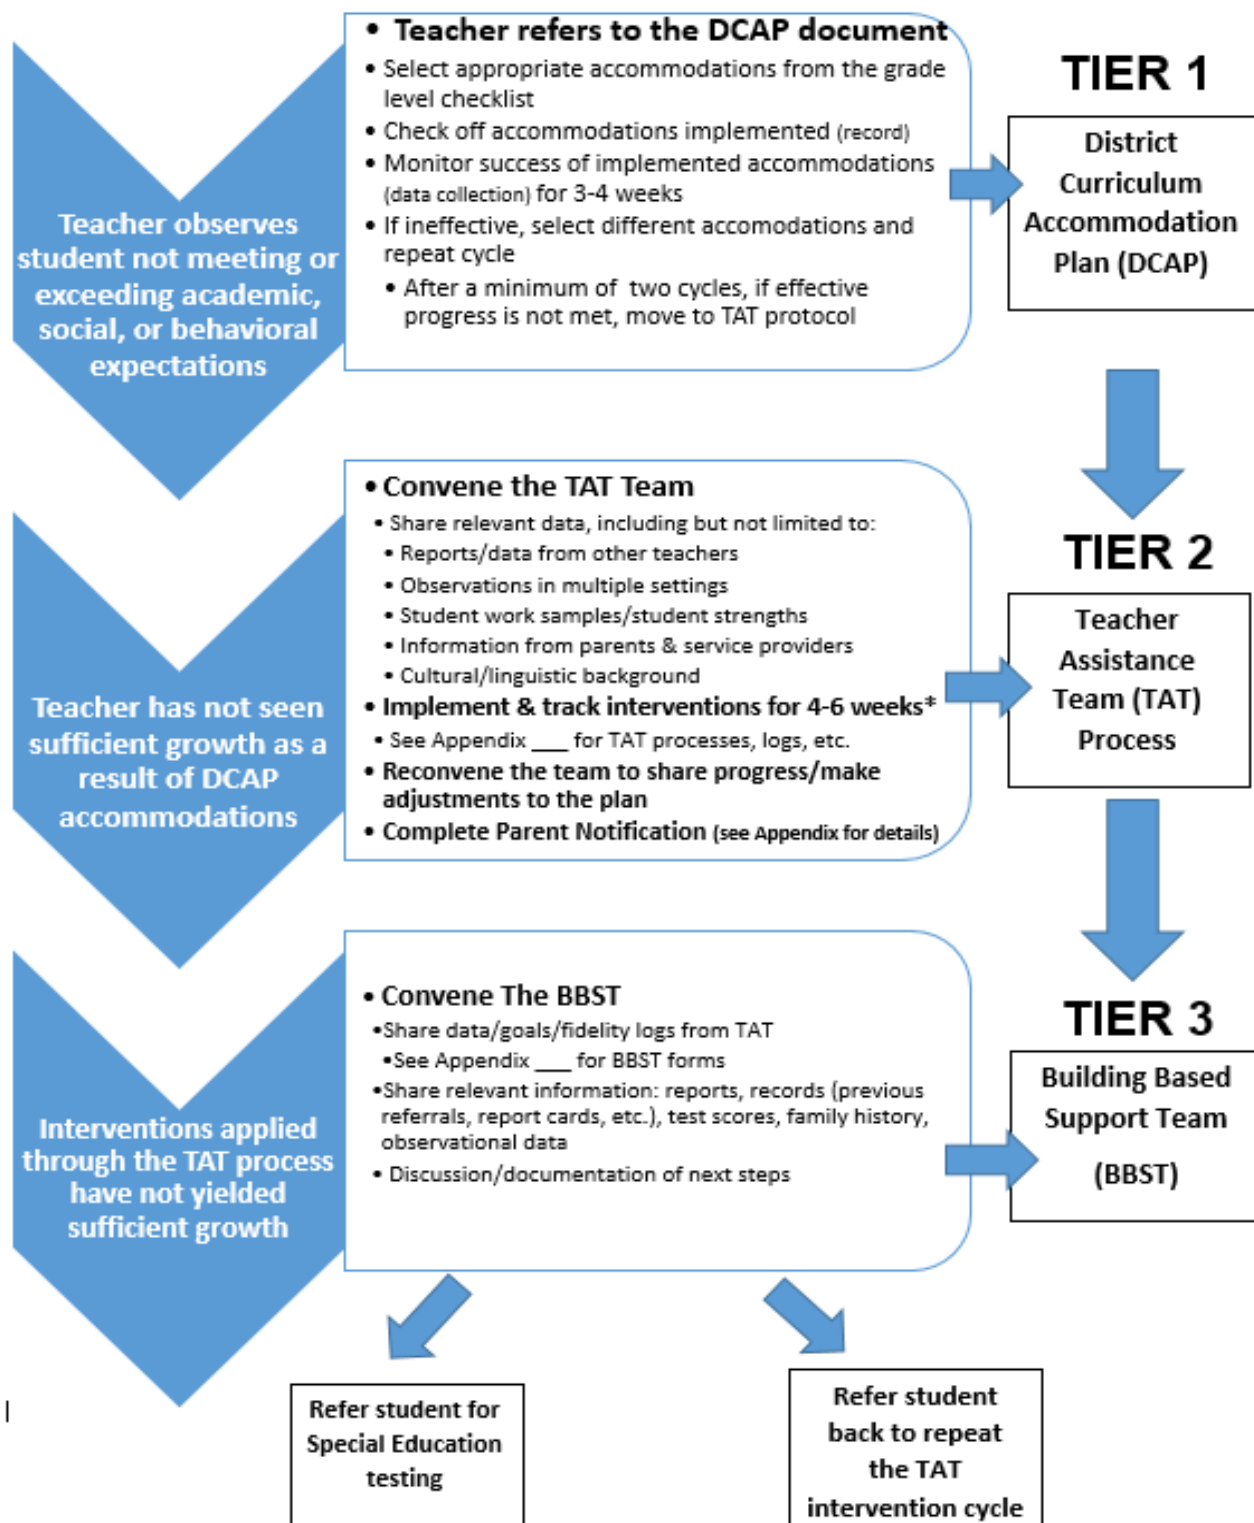 Teacher observes
student not meeting or
exceeding academic,
social, or behavioral
expectations
• Teacher refers to the DCAP document
• Select appropriate accommodations from the grade
level checklist
• Check off accommodations implemented (record)
• Monitor success of implemented accommodations
(data collection) for 3-4 weeks
• If ineffective, select different accomodations and
repeat cycle
• After a minimum of two cycles, if effective
progress is not met, move to TAT protocol
TIER 1
District
Curriculum
Accommodation
Plan (DCAP)
Teacher has not seen
sufficient growth as a
result of DCAP
accommodations
• Convene the TAT Team
• Share relevant data, including but not limited to:
• Reports/data from other teachers
• Observations in multiple settings
• Student work samples/student strengths
• Information from parents & service providers
• Cultural/linguistic background
• Implement & track interventions for 4-6 weeks*
• See Appendix ___ for TAT processes, logs, etc.
• Reconvene the team to share progress/make
adjustments to the plan
• Complete Parent Notification (see Appendix for details)
TIER 2
Teacher
Assistance
Team (TAT)
Process
Interventions applied
through the TAT process
have not yielded
sufficient growth
• Convene The BBST
•Share data/goals/fidelity logs from TAT
•See Appendix ___ for BBST forms
•Share relevant information: reports, records (previous
referrals, report cards, etc.), test scores, family history,
observational data
• Discussion/documentation of next steps
TIER 3
Building Based
Support Team
(BBST)
Refer student for
Special Education
testing
Refer student
back to repeat
the TAT
intervention cycle